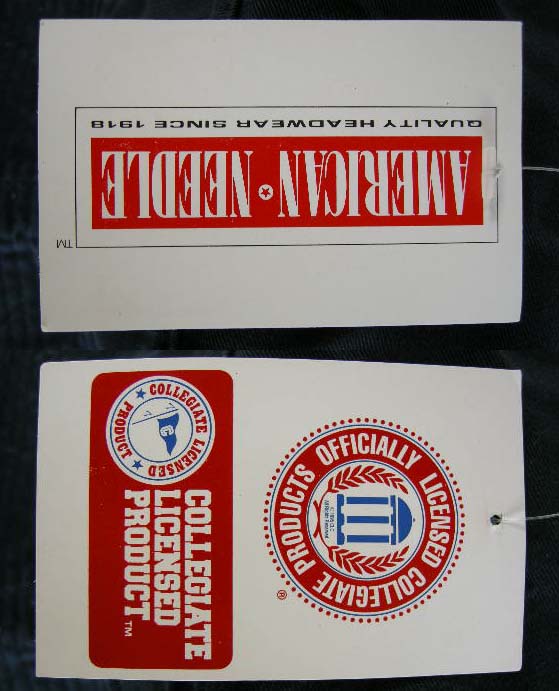 AMERICAN NEEDLE
QUALITY HEADWEAR SINCE 1918
TM
OFFICIALLY LICENSED COLLEGIATE PRODUCTS
®
COLLEGIATE LICENSED PRODUCT
C
COLLEGIATE
LICENSED
PRODUCT TM